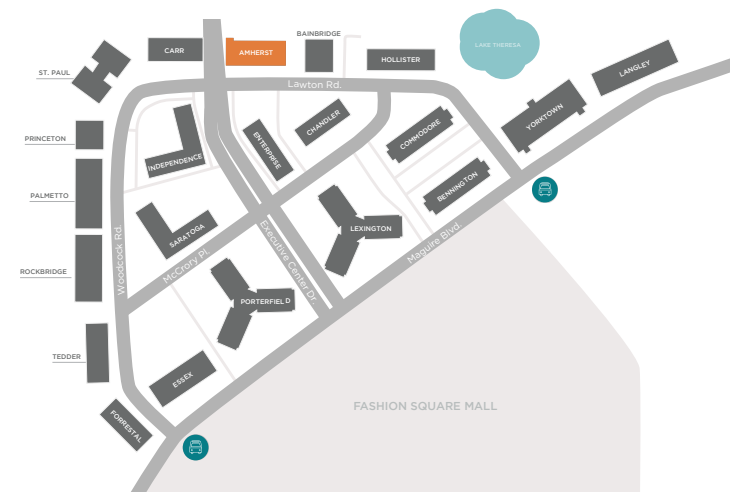 BAINBRIDGE
CARR
AMHERST
HOLLISTER
LAKE THERESA
ST. PAUL
LANGLEY
Lawton Rd.
YORKTOWN
CHANDLER
COMMODORE
PRINCETON
ENTERPRISE
INDEPENDENCE
PALMETTO
BENNINGTON
SARATOGA
LEXINGTON
Woodcock Rd.
McCrory Pl.
Executive Center Dr.
Maguire Blvd.
ROCKBRIDGE
PORTERFIELD
TEDDER
ESSEX
FORRESTAL
FASHION SQUARE MALL